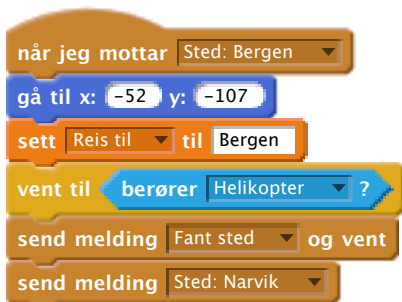 når jeg mottar Sted: Bergen
gå til x: -52 y: -107
sett Reis til til Bergen
vent til berører Helikopter ?
send melding Fant sted og vent
send melding Sted: Narvik